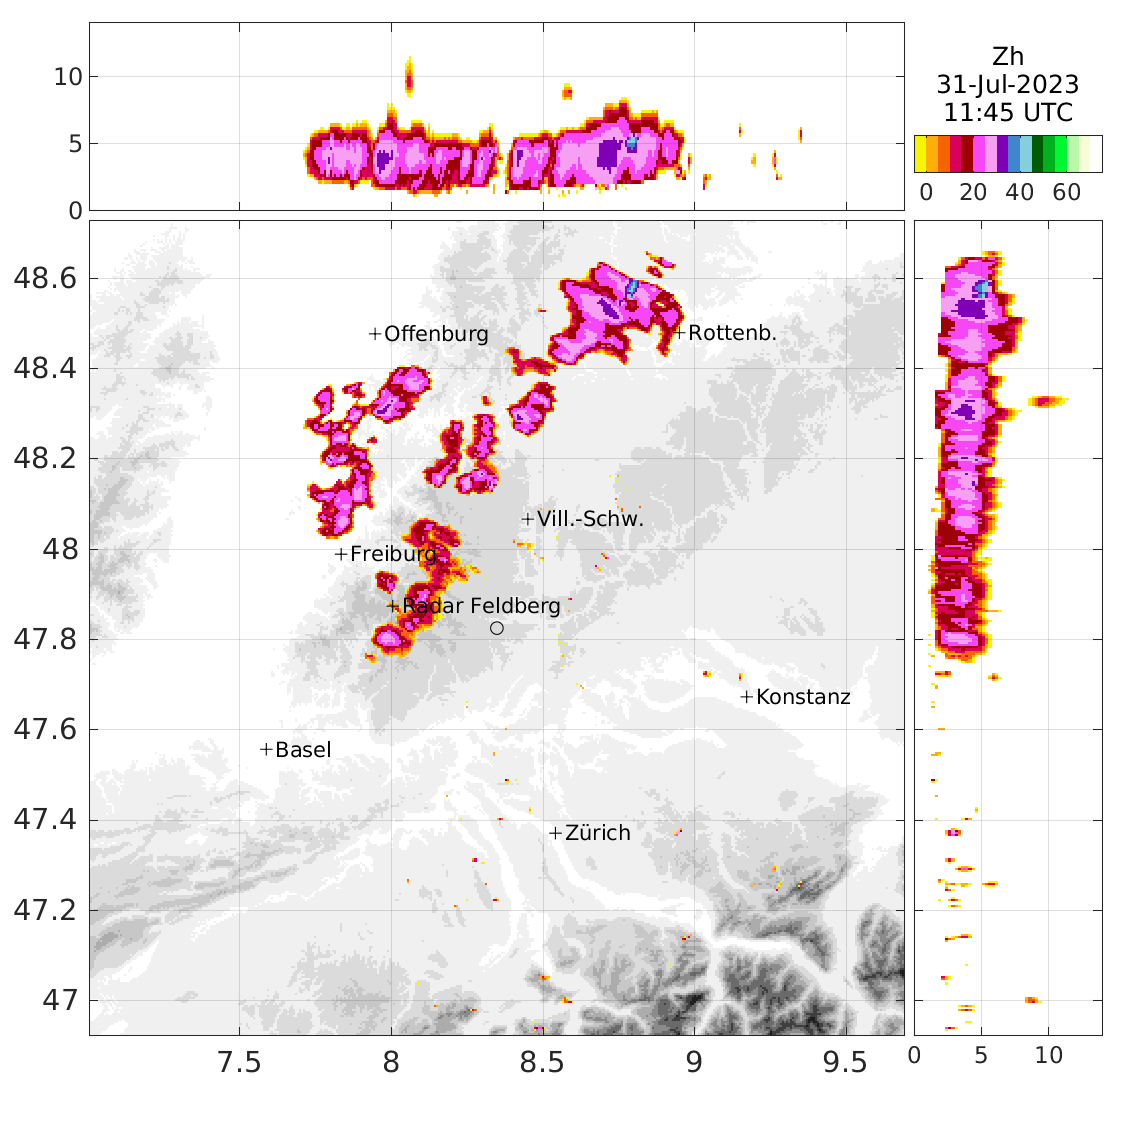 10
5
0
Zh
31-Jul-2023
11:45 UTC
0 20 40 60
48.6
48.4
48.2
48
47.8
47.6
47.4
47.2
47
Offenburg
Rottenb.
Vill.-Schw.
Freiburg
Radar Feldberg
Konstanz
Basel
Zürich
7.5 8 8.5 9 9.5
0 5 10